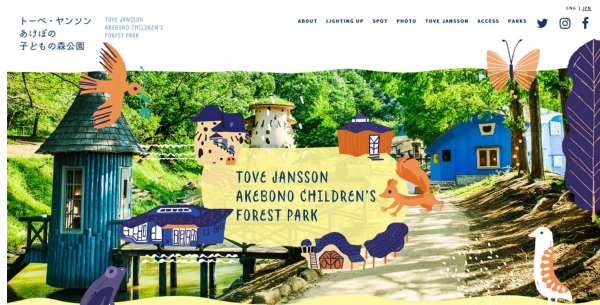 トーベ・ヤンソン
あけぼの
子どもの森公園
TOVE JANSSON
AKEBONO CHILDREN'S
FOREST PARK
ENG | JPN
ABOUT LIGHTING UP SPOT PHOTO TOVE JANSSON ACCESS PARKS
TOVE JANSSON
AKEBONO CHILDREN'S
FOREST PARK